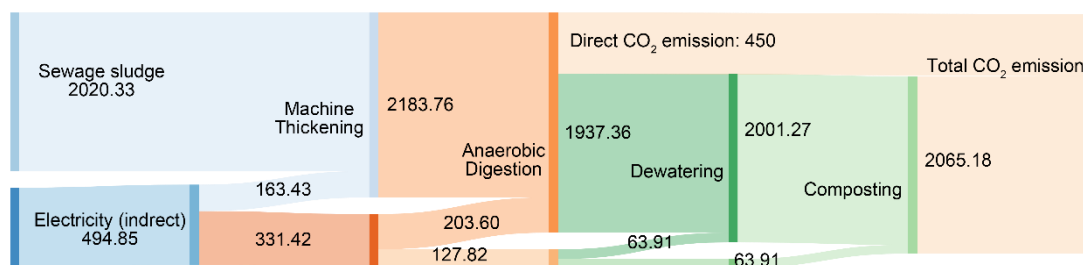 Sewage sludge
2020.33
Machine
Thickening
2183.76
Direct CO₂ emission: 450
Total CO₂ emission
1937.36
2001.27
2065.18
Anaerobic
Digestion
Dewatering
Composting
163.43
Electricity (indrect)
494.85
331.42
203.60
127.82
63.91
63.91